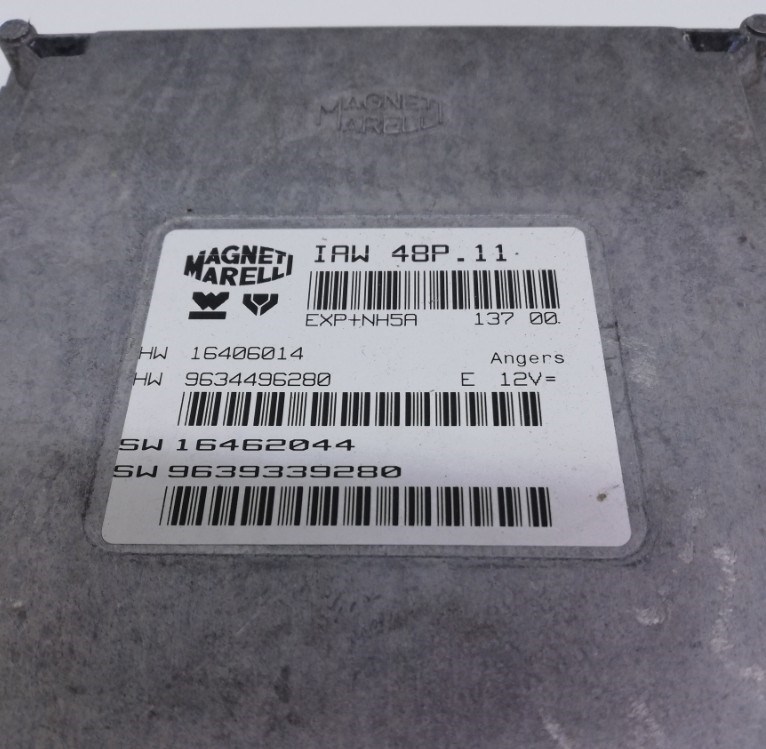 MAGNETI
MARELLI
MAGNETI
MARELLI
IAW 48P.11
EXP+NH5A 137 00
HW 16406014
Angers
HW 9634496280 E 12V=
SW 16462044
SW 9639339280